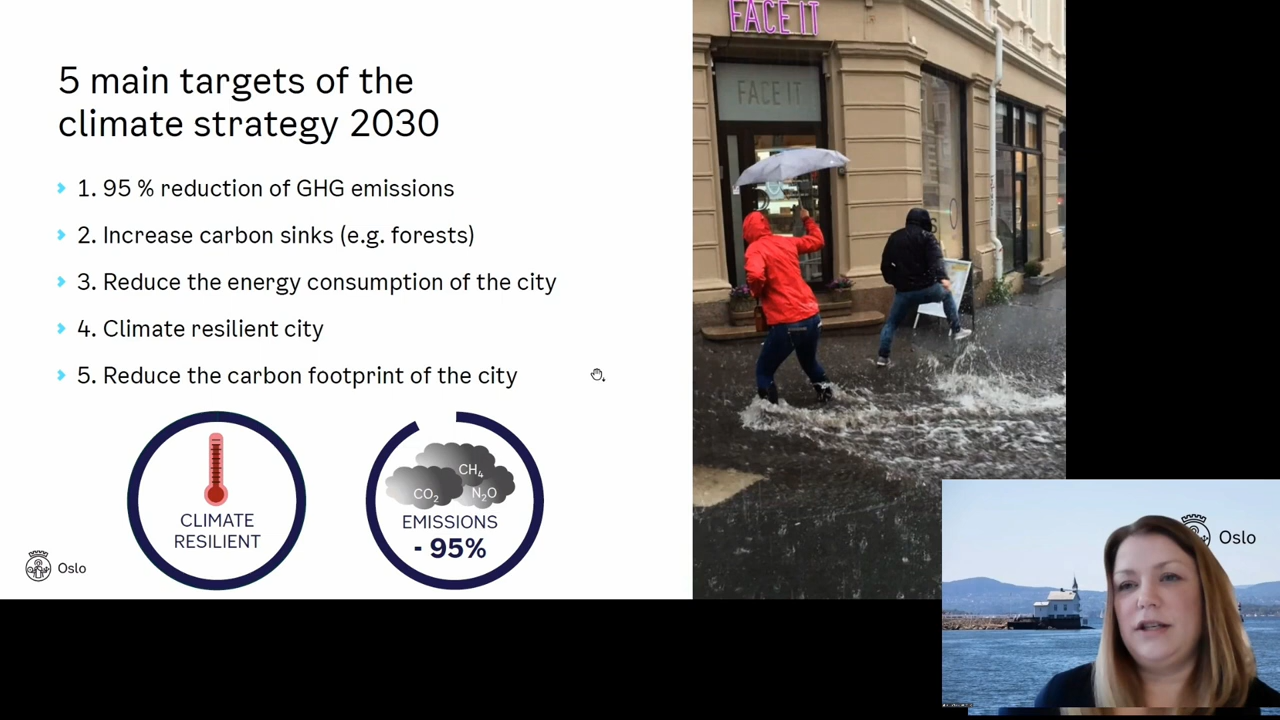 5 main targets of the
climate strategy 2030
1. 95 % reduction of GHG emissions
2. Increase carbon sinks (e.g. forests)
3. Reduce the energy consumption of the city
4. Climate resilient city
5. Reduce the carbon footprint of the city
CLIMATE
RESILIENT
CH₄
CO₂
N₂O
EMISSIONS
- 95%
Oslo
FACE IT
FACE IT
Oslo